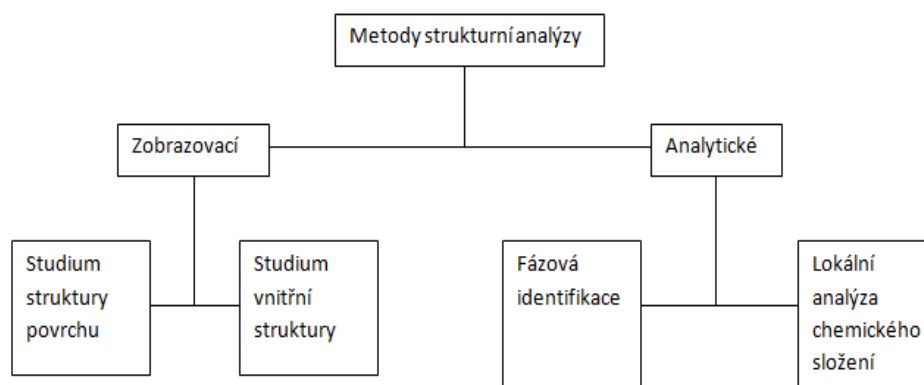 Metody strukturní analýzy
Zobrazovací
Analytické
Studium
struktury
povrchu
Studium
vnitřní
struktury
Fázová
identifikace
Lokální
analýza
chemického
složení